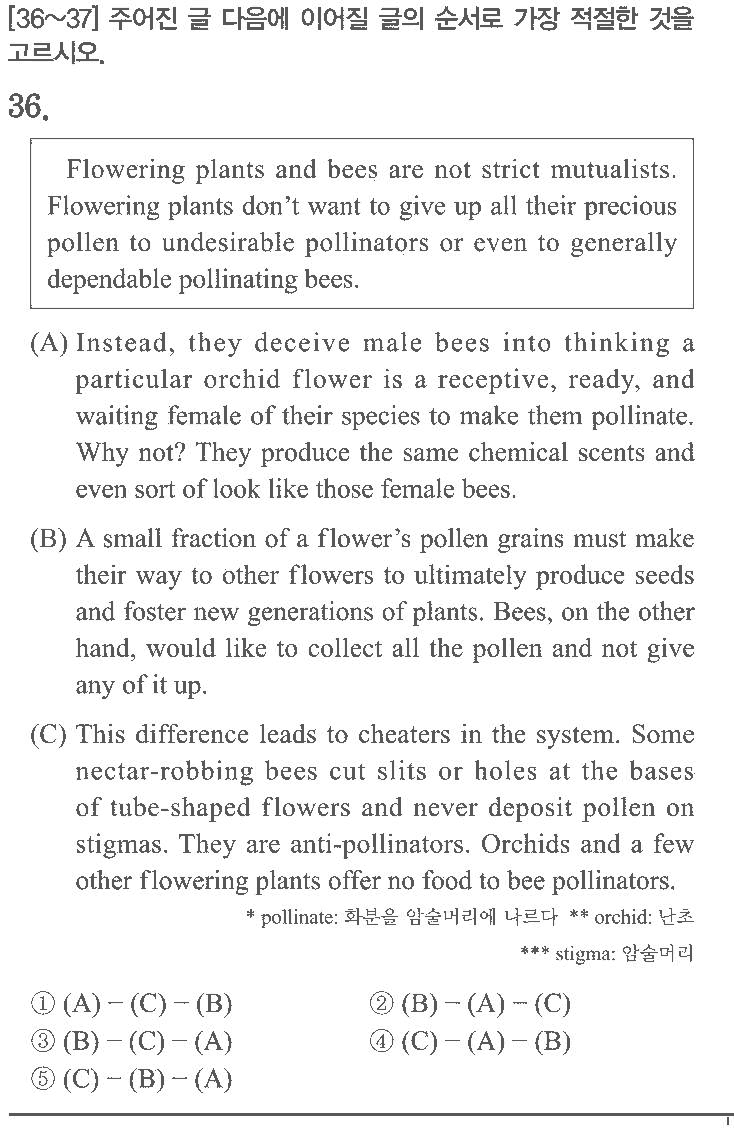 [36～37] 주어진 글 다음에 이어질 글의 순서로 가장 적절한 것을
고르시오.
36.
Flowering plants and bees are not strict mutualists.
Flowering plants don't want to give up all their precious
pollen to undesirable pollinators or even to generally
dependable pollinating bees.
(A) Instead, they deceive male bees into thinking a
particular orchid flower is a receptive, ready, and
waiting female of their species to make them pollinate.
Why not? They produce the same chemical scents and
even sort of look like those female bees.
(B) A small fraction of a flower's pollen grains must make
their way to other flowers to ultimately produce seeds
and foster new generations of plants. Bees, on the other
hand, would like to collect all the pollen and not give
any of it up.
(C) This difference leads to cheaters in the system. Some
nectar-robbing bees cut slits or holes at the bases
of tube-shaped flowers and never deposit pollen on
stigmas. They are anti-pollinators. Orchids and a few
other flowering plants offer no food to bee pollinators.
* pollinate: 화분을 암술머리에 나르다 ** orchid: 난초
*** stigma: 암술머리
① (A) － (C) － (B) ② (B) － (A) － (C)
③ (B) － (C) － (A) ④ (C) － (A) － (B)
⑤ (C) － (B) － (A)